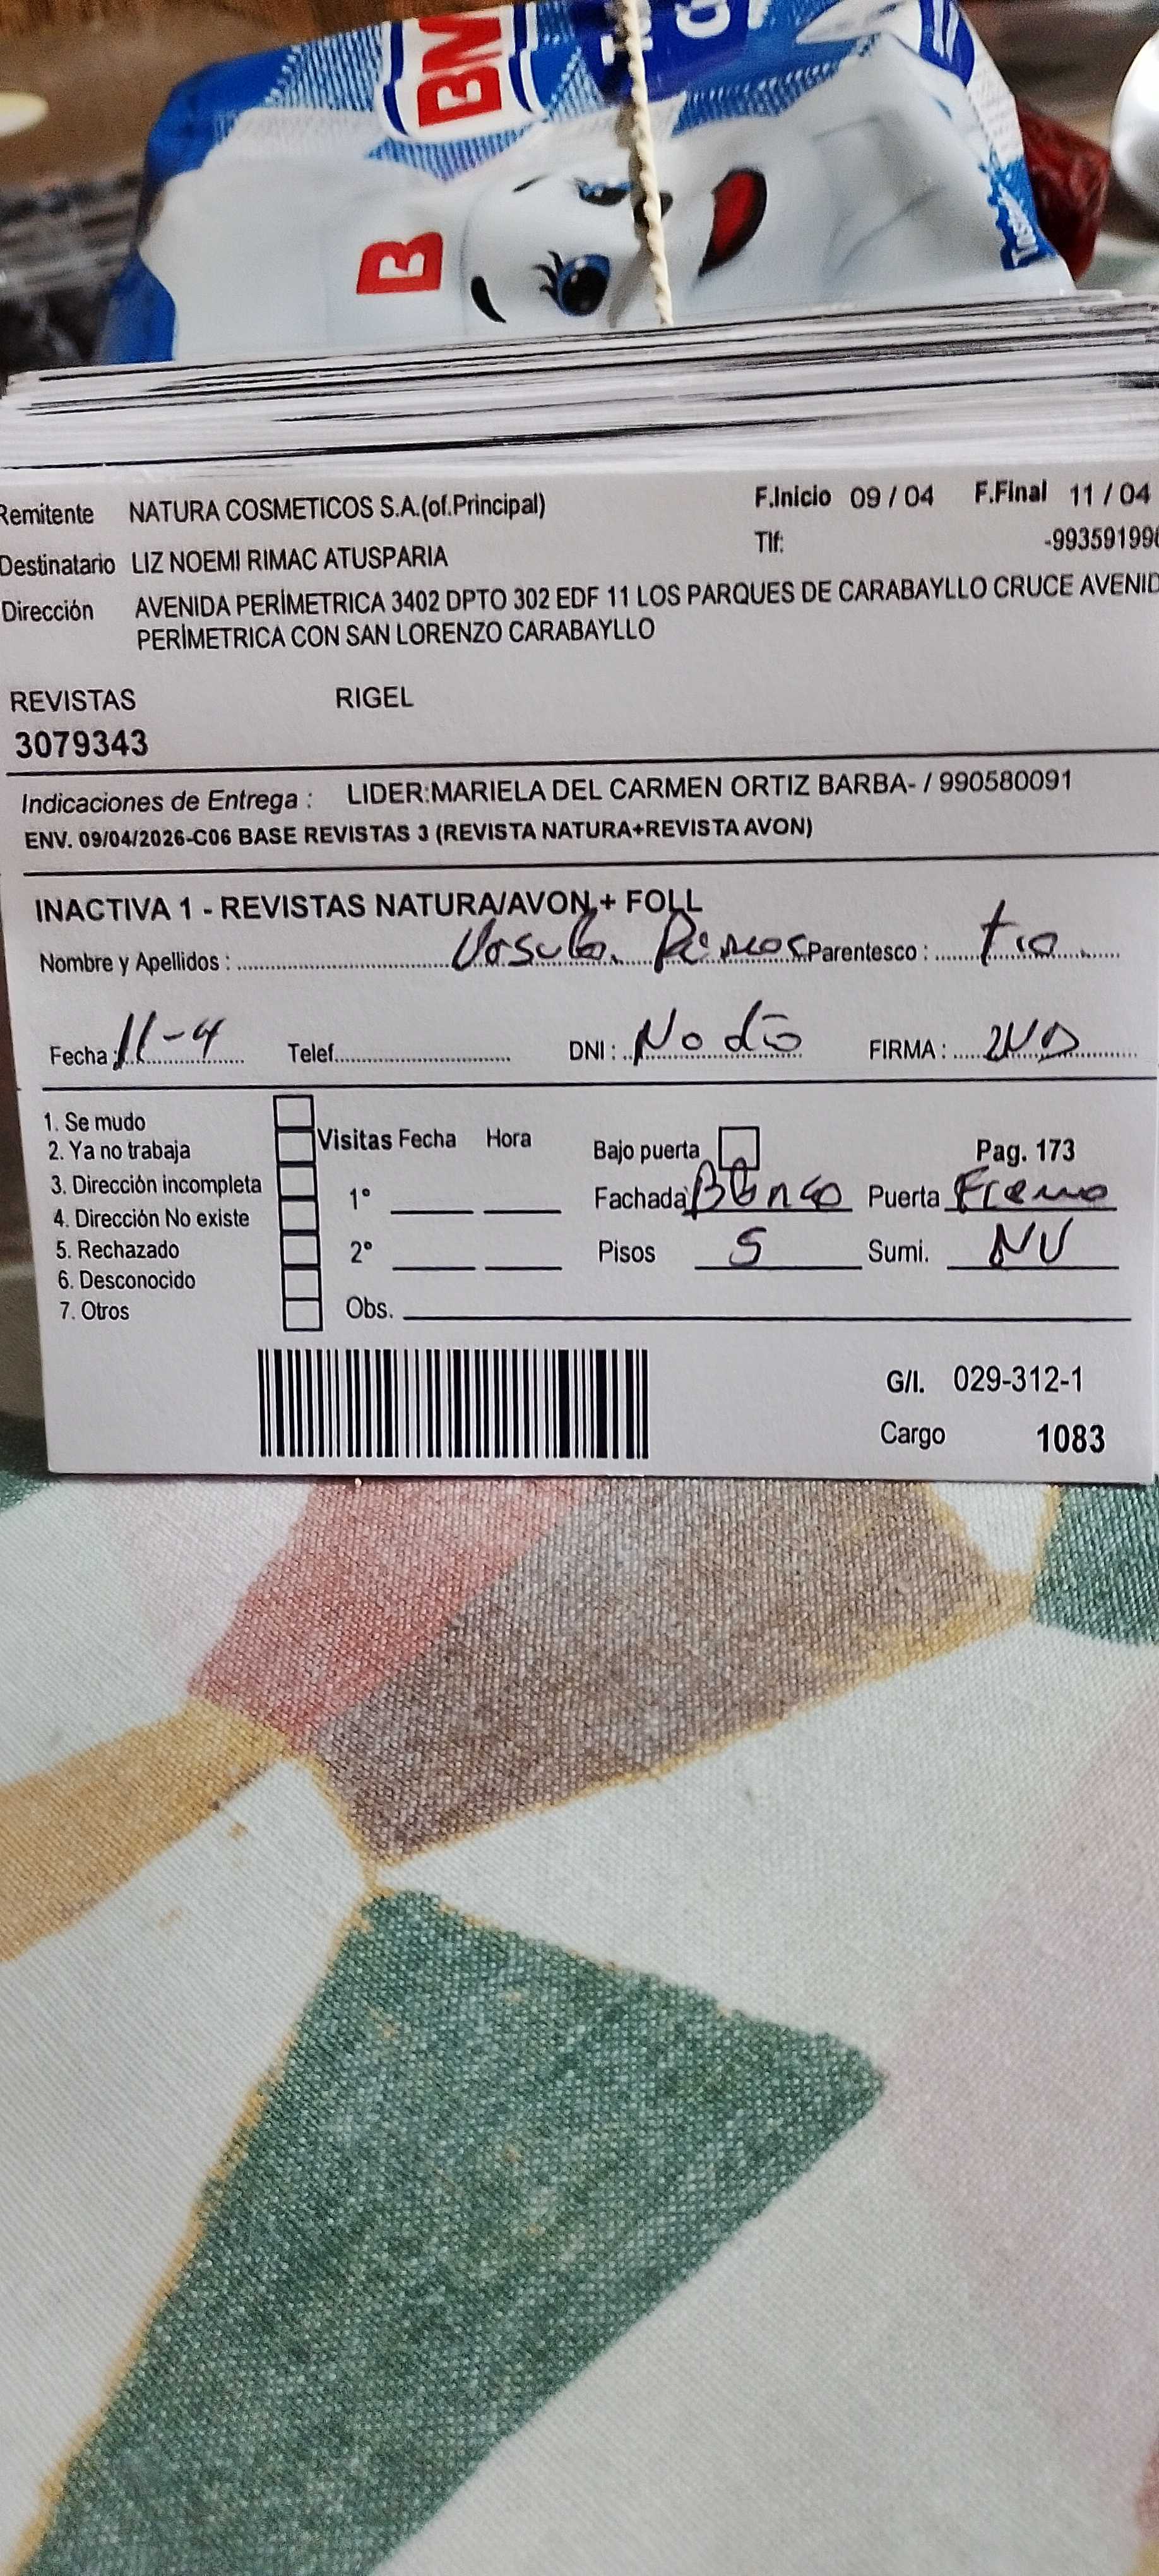 BM
B
Remitente NATURA COSMETICOS S.A.(of.Principal) F.Inicio 09 / 04 F.Final 11 / 04
Destinatario LIZ NOEMI RIMAC ATUSPARIA Tlf: -99359199
Dirección AVENIDA PERÍMETRICA 3402 DPTO 302 EDF 11 LOS PARQUES DE CARABAYLLO CRUCE AVENID
PERÍMETRICA CON SAN LORENZO CARABAYLLO
REVISTAS RIGEL
3079343
Indicaciones de Entrega : LIDER:MARIELA DEL CARMEN ORTIZ BARBA- / 990580091
ENV. 09/04/2026-C06 BASE REVISTAS 3 (REVISTA NATURA+REVISTA AVON)
INACTIVA 1 - REVISTAS NATURA/AVON + FOLL
Nombre y Apellidos : Ursula Parentesco :
Fecha : 11-4 Telef. DNI : No dio FIRMA :
1. Se mudo
2. Ya no trabaja Visitas Fecha Hora Bajo puerta Pag. 173
3. Dirección incompleta 1° Fachada Blanco Puerta Fierro
4. Dirección No existe
5. Rechazado 2° Pisos 5 Sumi. NV
6. Desconocido
7. Otros Obs.
G/I. 029-312-1
Cargo 1083